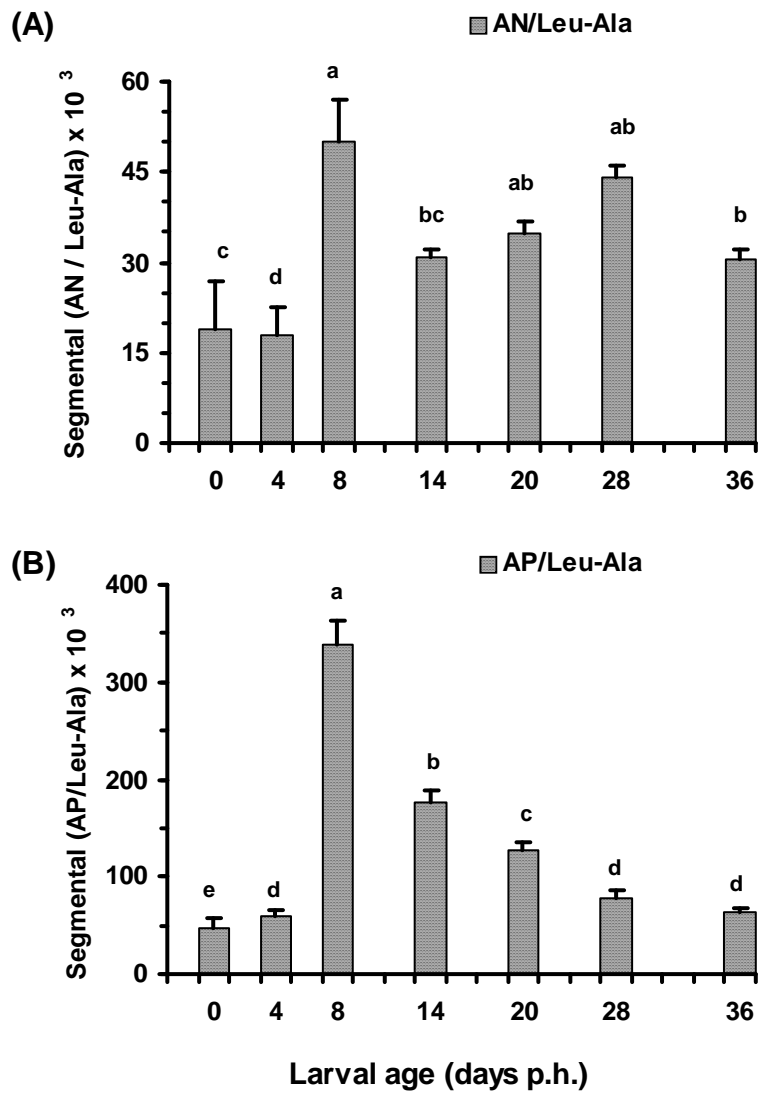 (A)
AN/Leu-Ala
Segmental (AN / Leu-Ala) x 10 3
60
45
30
15
0
c
d
a
bc
ab
ab
b
0 4 8 14 20 28 36
(B)
AP/Leu-Ala
Segmental (AP/Leu-Ala) x 10 3
400
300
200
100
0
e
d
a
b
c
d
d
0 4 8 14 20 28 36
Larval age (days p.h.)